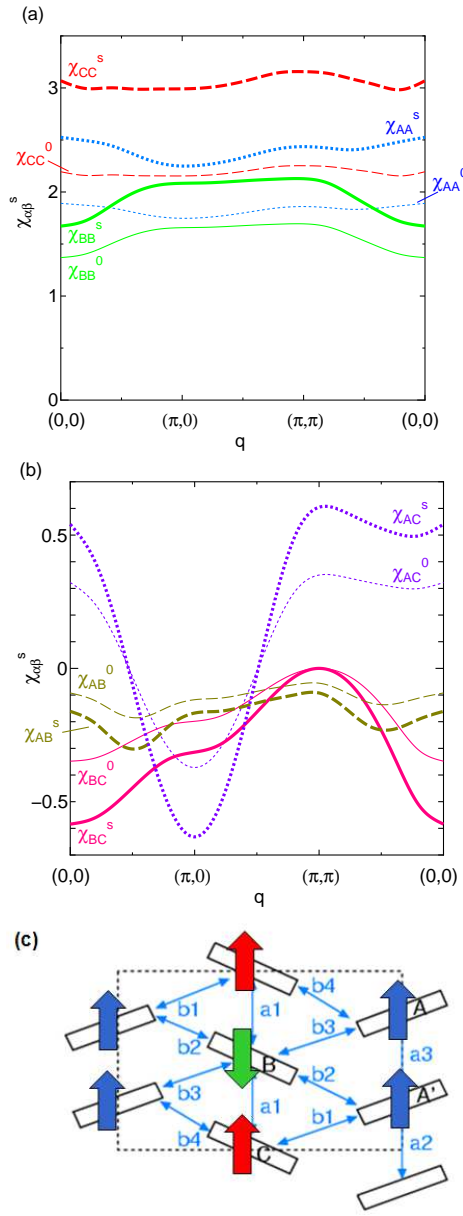 (a)
3
2
1
0
χαβ^s
χCC^s
χCC^0
χAA^s
χAA^0
χBB^s
χBB^0
(0,0) (π,0) (π,π) (0,0)
q
(b)
0.5
0
−0.5
χαβ^s
χAC^s
χAC^0
χAB^0
χAB^s
χBC^0
χBC^s
(0,0) (π,0) (π,π) (0,0)
q
(c)
b1 a1 b4
A
b2 b3
B
a3
b3 b2
A'
a1
b4 b1
C
a2